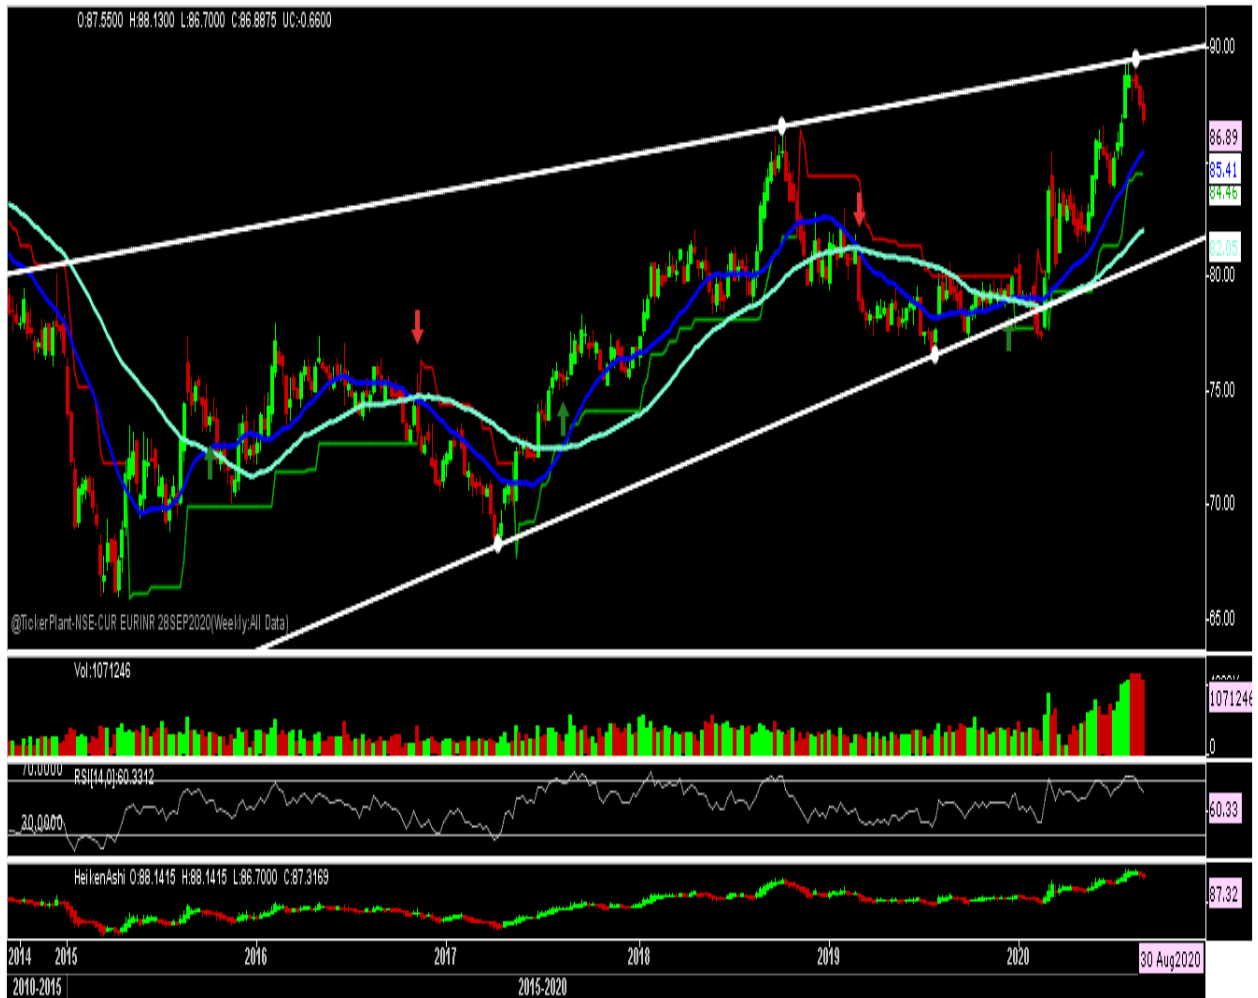 O:87.5500 H:88.1300 L:86.7000 C:86.8875 UC:-0.6600
90.00
86.89
85.41
84.46
82.05
80.00
75.00
70.00
65.00
@TickerPlant-NSE-CUR EURINR 28SEP2020(Weekly:All Data)
Vol:1071246
1071246
0
70.0000
RSI[14,0]:60.3312
60.33
30.0000
HeikenAshi O:88.1415 H:88.1415 L:86.7000 C:87.3169
87.32
2014 2015 2016 2017 2018 2019 2020 30 Aug2020
2010-2015 2015-2020